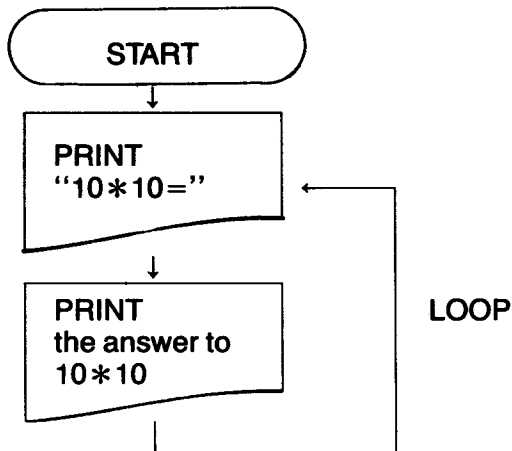 START
PRINT
‘‘10*10=’’
PRINT
the answer to
10*10
LOOP